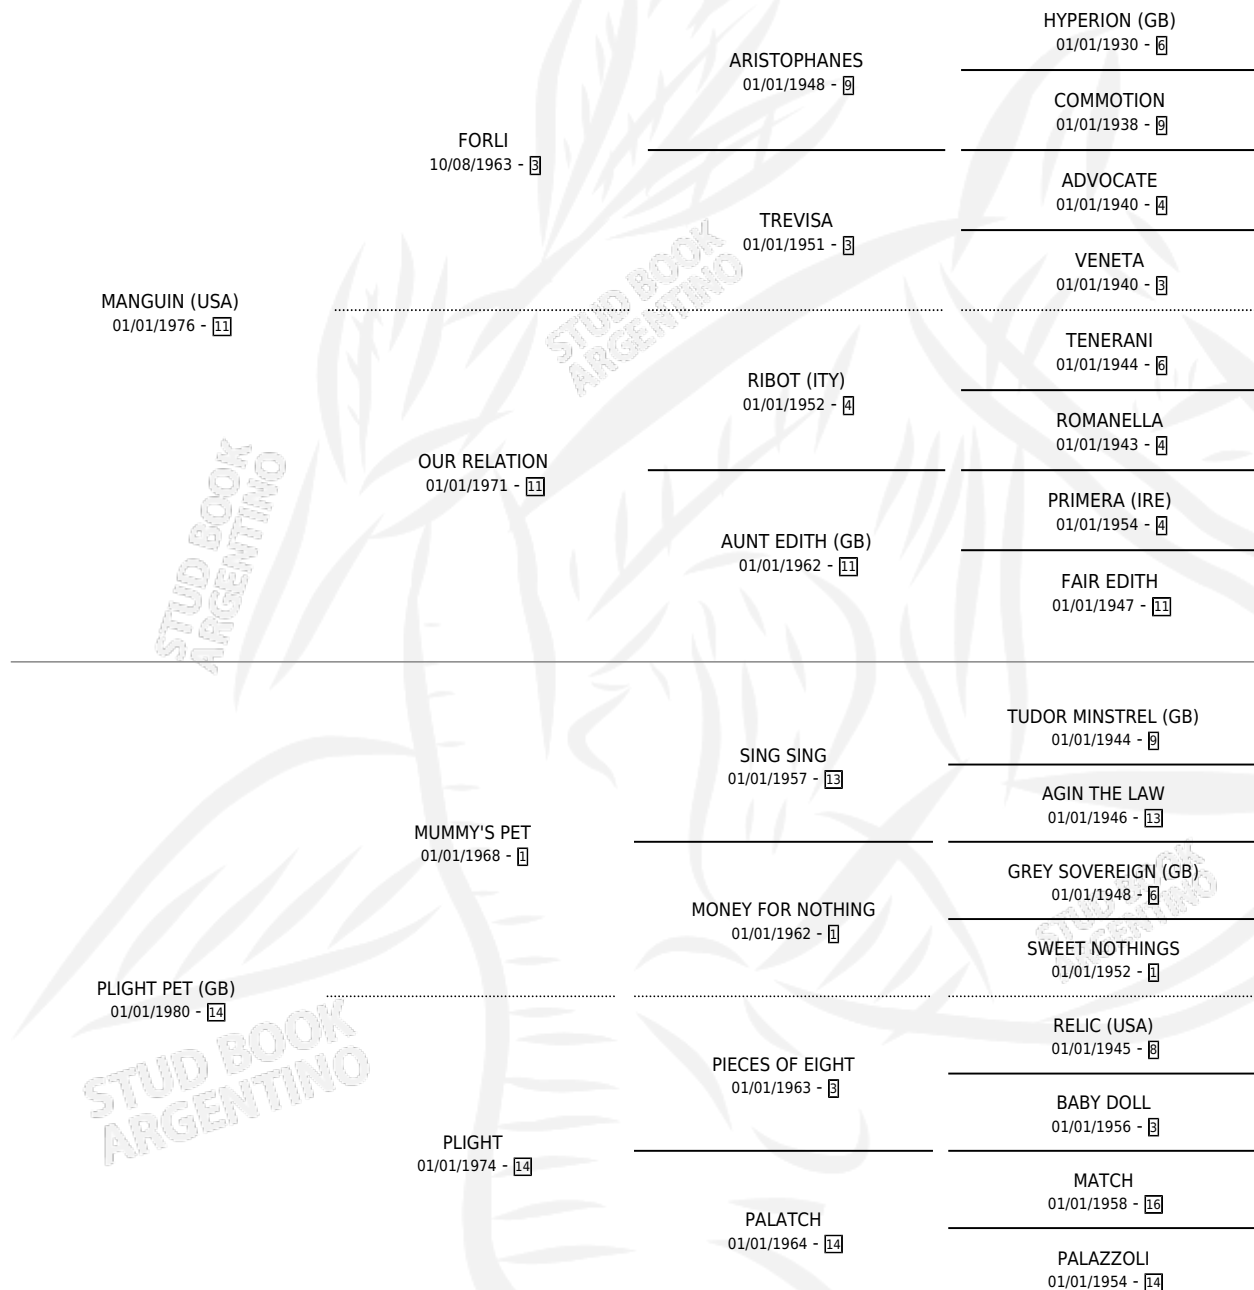 HYPERION (GB)
01/01/1930 - 6
ARISTOPHANES
01/01/1948 - 9
COMMOTION
01/01/1938 - 9
FORLI
10/08/1963 - 3
ADVOCATE
01/01/1940 - 4
TREVISA
01/01/1951 - 3
VENETA
01/01/1940 - 3
MANGUIN (USA)
01/01/1976 - 11
TENERANI
01/01/1944 - 6
RIBOT (ITY)
01/01/1952 - 4
ROMANELLA
01/01/1943 - 4
OUR RELATION
01/01/1971 - 11
PRIMERA (IRE)
01/01/1954 - 4
AUNT EDITH (GB)
01/01/1962 - 11
FAIR EDITH
01/01/1947 - 11
STUD BOOK
ARGENTINO
STUD BOOK
ARGENTINO
TUDOR MINSTREL (GB)
01/01/1944 - 9
SING SING
01/01/1957 - 13
AGIN THE LAW
01/01/1946 - 13
MUMMY'S PET
01/01/1968 - 1
GREY SOVEREIGN (GB)
01/01/1948 - 6
MONEY FOR NOTHING
01/01/1962 - 1
SWEET NOTHINGS
01/01/1952 - 1
STUD BOOK
ARGENTINO
PLIGHT PET (GB)
01/01/1980 - 14
RELIC (USA)
01/01/1945 - 8
PIECES OF EIGHT
01/01/1963 - 3
BABY DOLL
01/01/1956 - 3
STUD BOOK
ARGENTINO
PLIGHT
01/01/1974 - 14
MATCH
01/01/1958 - 16
PALATCH
01/01/1964 - 14
PALAZZOLI
01/01/1954 - 14